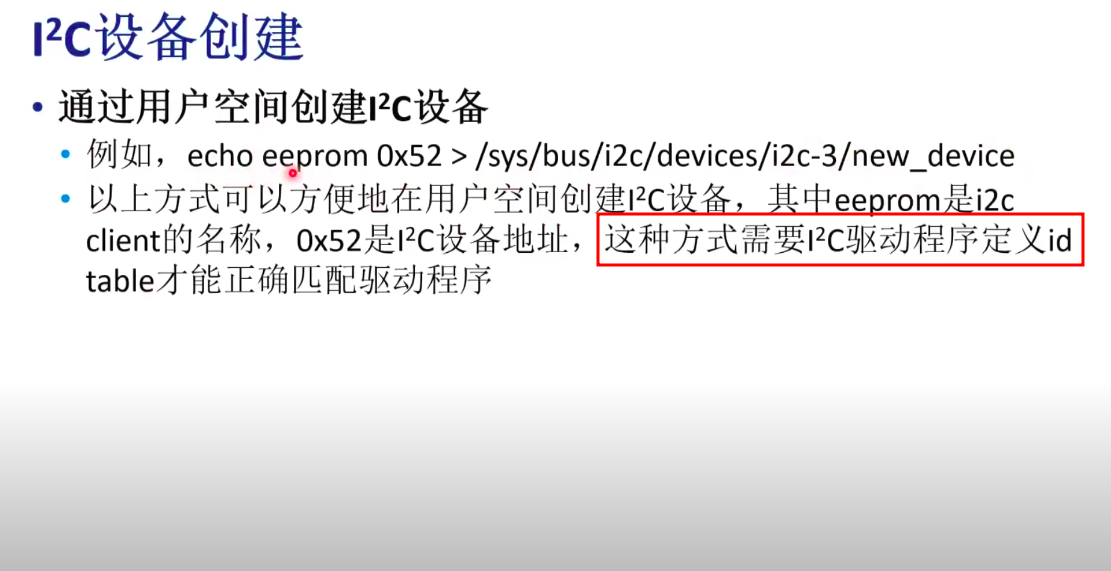 I²C设备创建
• 通过用户空间创建I²C设备
• 例如，echo eeprom 0x52 > /sys/bus/i2c/devices/i2c-3/new_device
• 以上方式可以方便地在用户空间创建I²C设备，其中eeprom是i2c
client的名称，0x52是I²C设备地址，这种方式需要I²C驱动程序定义id
table才能正确匹配驱动程序